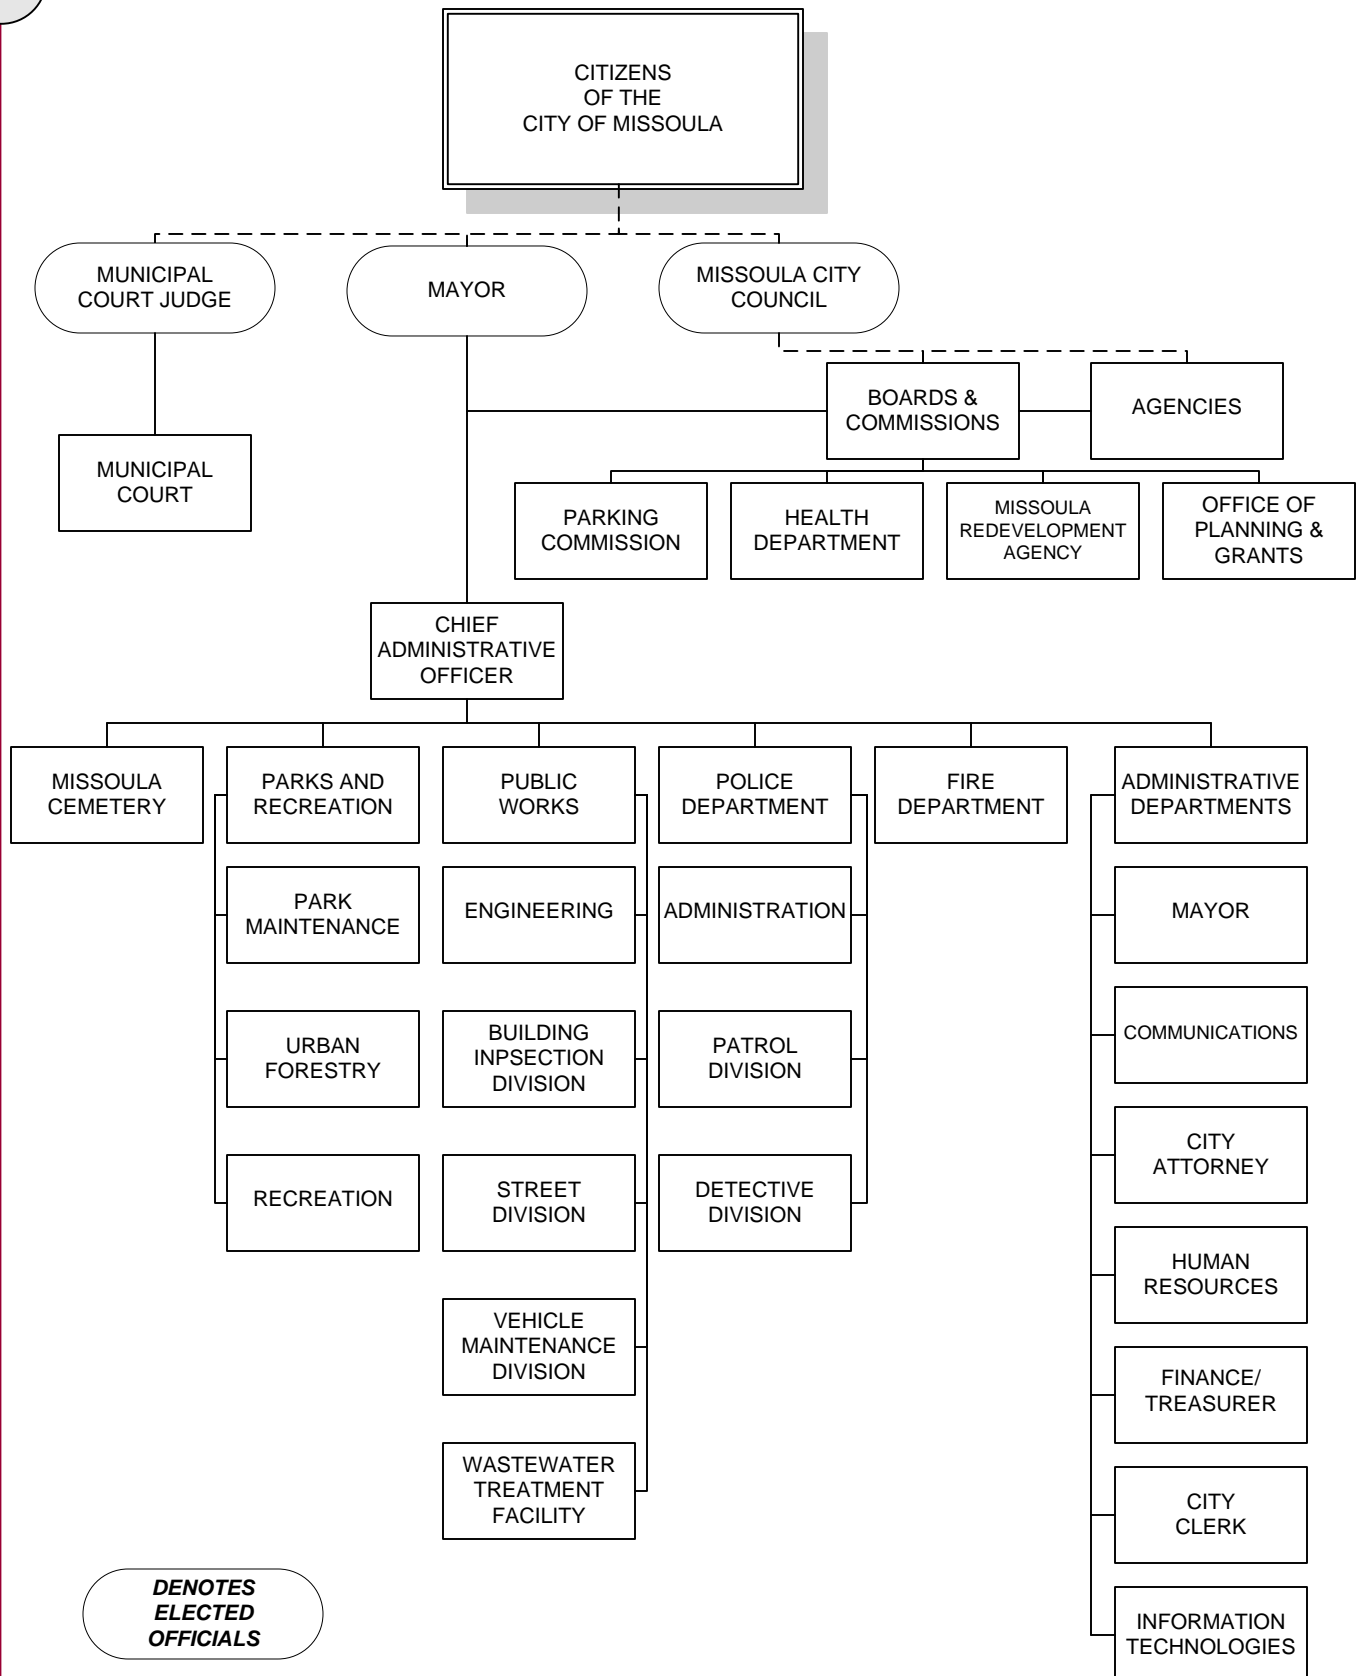 CITIZENS
OF THE
CITY OF MISSOULA
MUNICIPAL
COURT JUDGE
MAYOR
MISSOULA CITY
COUNCIL
BOARDS &
COMMISSIONS
AGENCIES
MUNICIPAL
COURT
PARKING
COMMISSION
HEALTH
DEPARTMENT
MISSOULA
REDEVELOPMENT
AGENCY
OFFICE OF
PLANNING &
GRANTS
CHIEF
ADMINISTRATIVE
OFFICER
MISSOULA
CEMETERY
PARKS AND
RECREATION
PUBLIC
WORKS
POLICE
DEPARTMENT
FIRE
DEPARTMENT
ADMINISTRATIVE
DEPARTMENTS
PARK
MAINTENANCE
ENGINEERING
ADMINISTRATION
MAYOR
URBAN
FORESTRY
BUILDING
INPSECTION
DIVISION
PATROL
DIVISION
COMMUNICATIONS
RECREATION
STREET
DIVISION
DETECTIVE
DIVISION
CITY
ATTORNEY
HUMAN
RESOURCES
VEHICLE
MAINTENANCE
DIVISION
FINANCE/
TREASURER
WASTEWATER
TREATMENT
FACILITY
CITY
CLERK
DENOTES
ELECTED
OFFICIALS
INFORMATION
TECHNOLOGIES